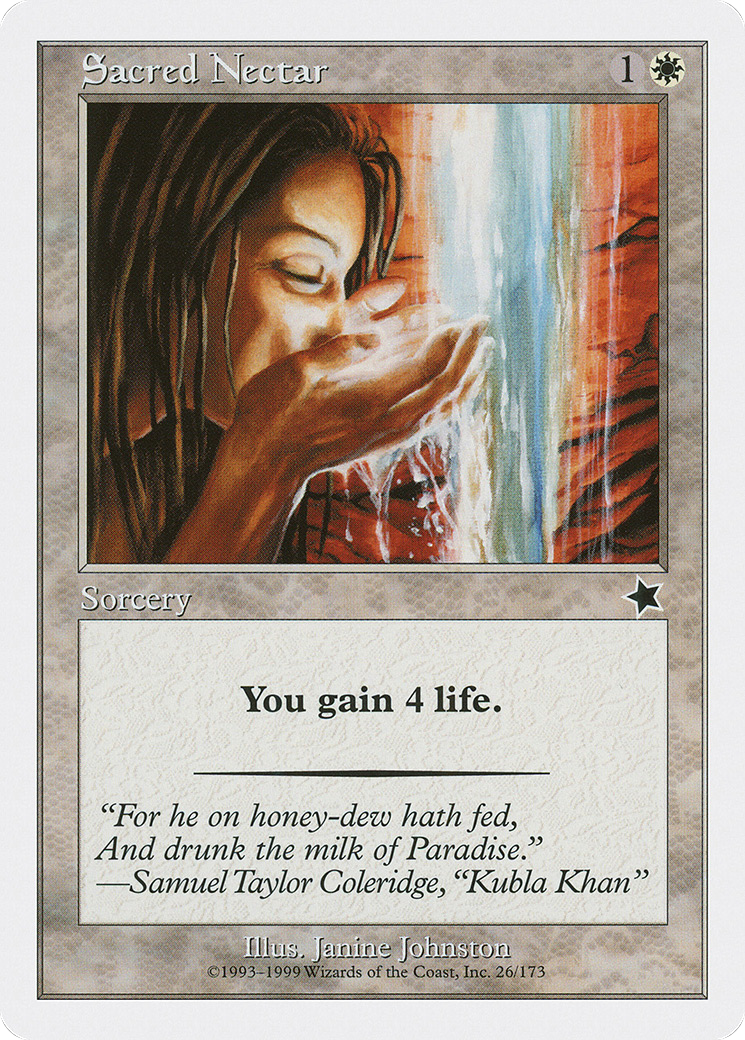 Sacred Nectar 1
Sorcery
You gain 4 life.
“For he on honey-dew hath fed,
And drunk the milk of Paradise.”
—Samuel Taylor Coleridge, “Kubla Khan”
Illus. Janine Johnston
©1993–1999 Wizards of the Coast, Inc. 26/173